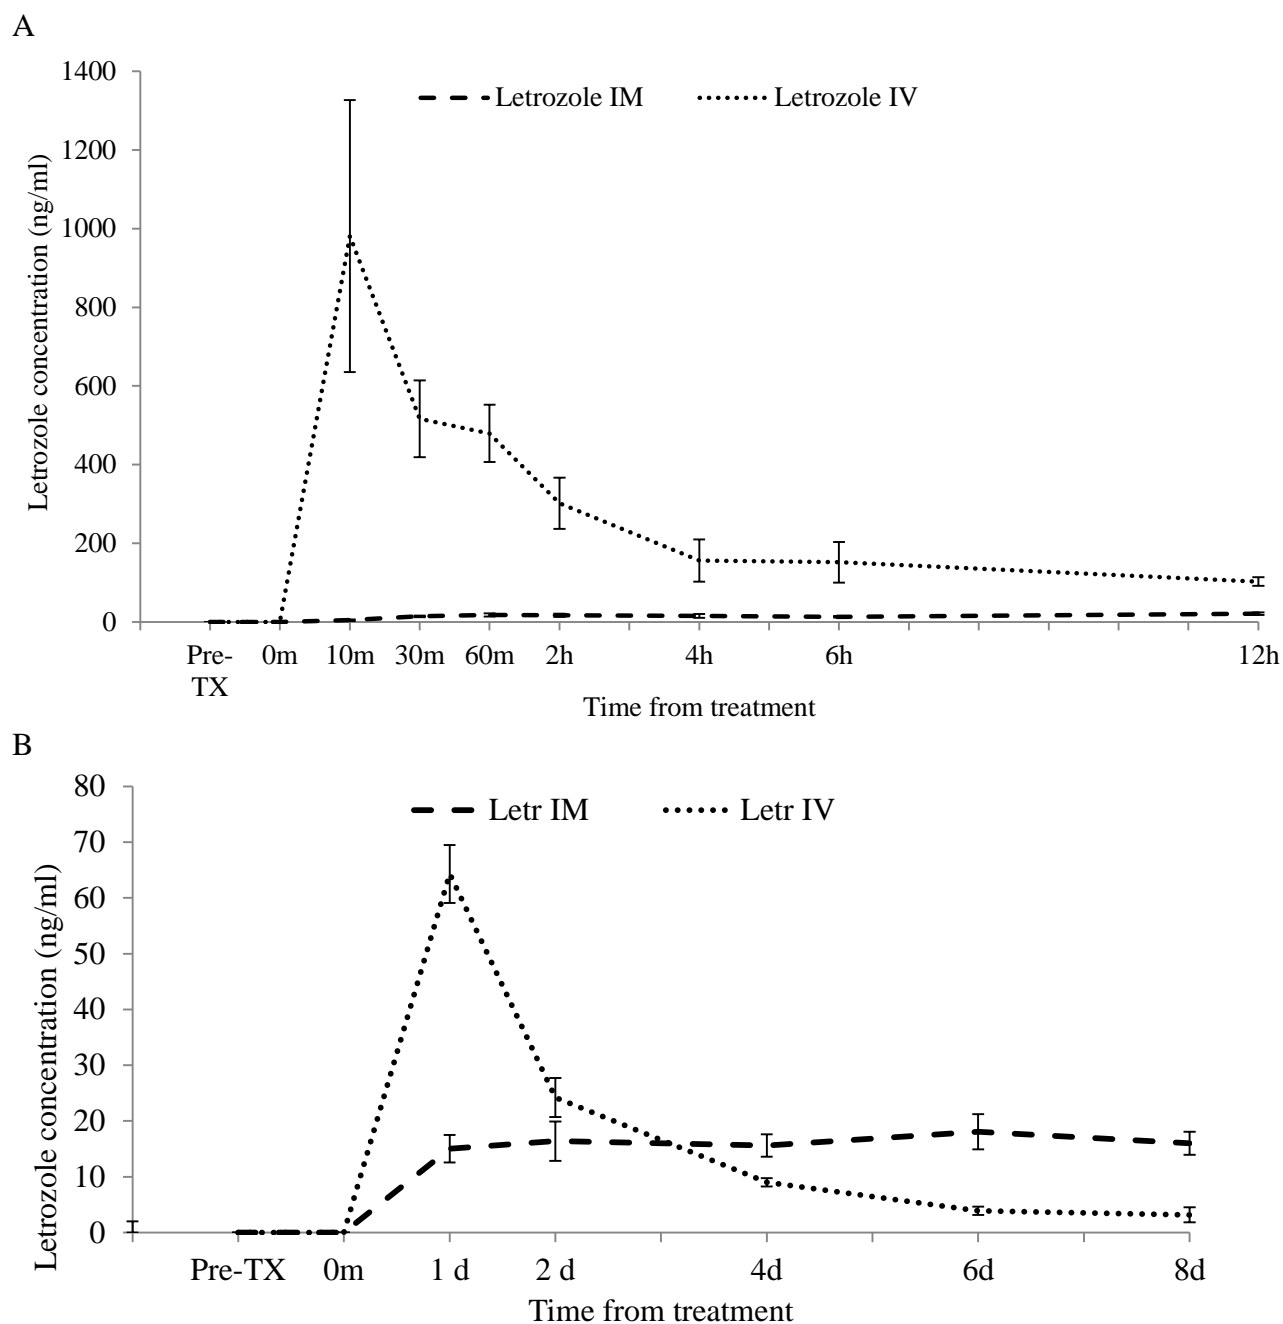 A
1400
Letrozole IM
Letrozole IV
1200
1000
800
600
400
200
0
Letrozole concentration (ng/ml)
Pre-
TX
0m
10m
30m
60m
2h
4h
6h
12h
Time from treatment
B
80
Letr IM
Letr IV
70
60
50
40
30
20
10
0
Letrozole concentration (ng/ml)
Pre-TX
0m
1 d
2 d
4d
6d
8d
Time from treatment